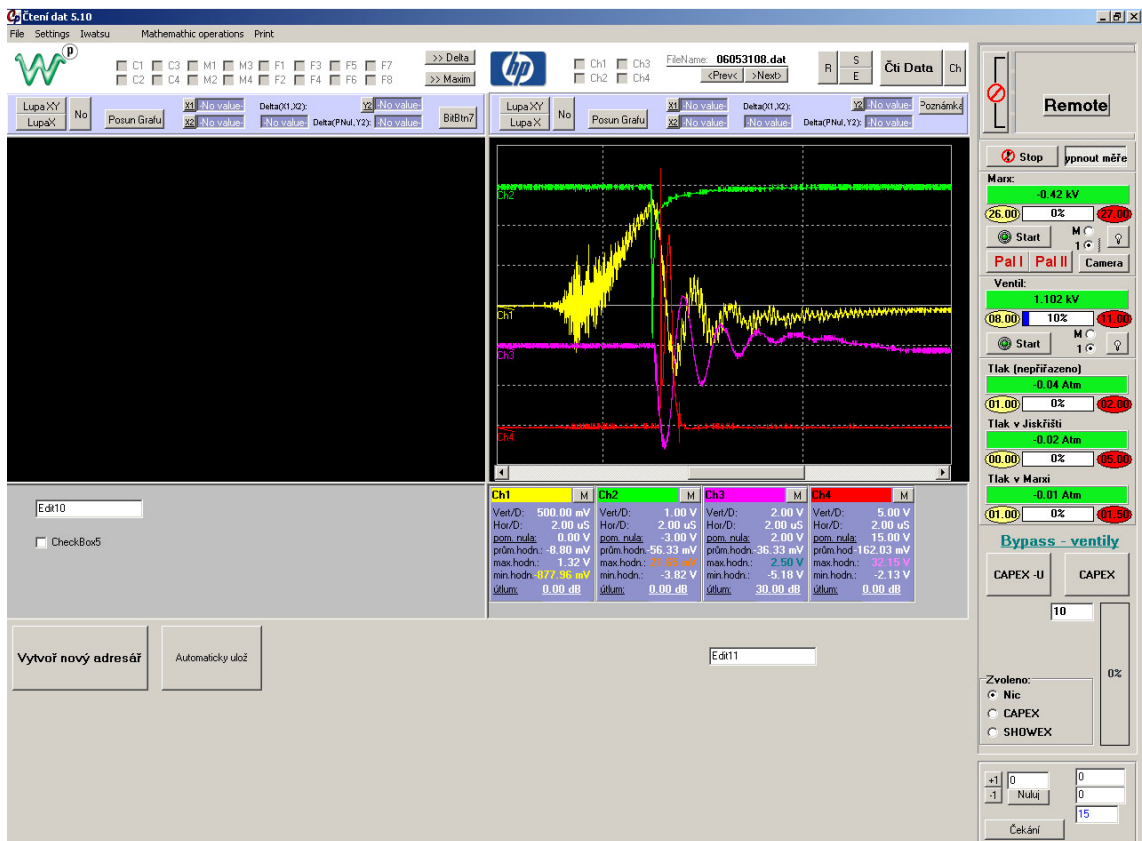 Čtení dat 5.10
File Settings Iwatsu Mathemathic operations Print
p
W
C1 C3 M1 M3 F1 F3 F5 F7
C2 C4 M2 M4 F2 F4 F6 F8
>> Delta
>> Maxim
hp
Ch1 Ch3
Ch2 Ch4
FileName: 06053108.dat
<Prev< >Next>
R
S
E
Čti Data
Ch
Lupa XY
LupaX
No
Posun Grafu
X1 -No value- Delta(X1,X2): Y2 -No value-
X2 -No value- -No value- Delta(PNul,Y2): -No value-
BitBtn7
Lupa XY
Lupa X
No
Posun Grafu
X1 -No value- Delta(X1,X2): Y2 -No value-
X2 -No value- -No value- Delta(PNul,Y2): -No value-
Poznámka
Ch2
Ch1
Ch3
Ch4
Edit10
CheckBox5
Ch1 M
Vert/D: 500.00 mV
Hor/D: 2.00 uS
pom. nula: 0.00 V
prům.hodn.: -8.80 mV
max.hodn.: 1.32 V
min.hodn.-877.96 mV
útlum: 0.00 dB
Ch2 M
Vert/D: 1.00 V
Hor/D: 2.00 uS
pom. nula: -3.00 V
prům.hodn.-56.33 mV
max.hodn.:
min.hodn.: -3.82 V
útlum: 0.00 dB
Ch3 M
Vert/D: 2.00 V
Hor/D: 2.00 uS
pom. nula: 2.00 V
prům.hodn.-36.33 mV
max.hodn.: 2.50 V
min.hodn.: -5.18 V
útlum: 30.00 dB
Ch4 M
Vert/D: 5.00 V
Hor/D: 2.00 uS
pom. nula: 15.00 V
prům.hod-162.03 mV
max.hodn.: 32.15 V
min.hodn.: -2.13 V
útlum: 0.00 dB
Vytvoř nový adresář
Automaticky ulož
Edit11
Remote
Stop
ypnout měře
Marx:
-0.42 kV
26.00 0% 27.00
Start
M
1
Pal I Pal II Camera
Ventil:
1.102 kV
08.00 10% 11.00
Start
M
1
Tlak (nepřiřazeno)
-0.04 Atm
01.00 0% 02.00
Tlak v Jiskřišti
-0.02 Atm
00.00 0% 05.00
Tlak v Marxi
-0.01 Atm
01.00 0% 01.50
Bypass - ventily
CAPEX -U
CAPEX
10
0%
Zvoleno:
Nic
CAPEX
SHOWEX
+1
-1
0
Nuluj
0
0
15
Čekání